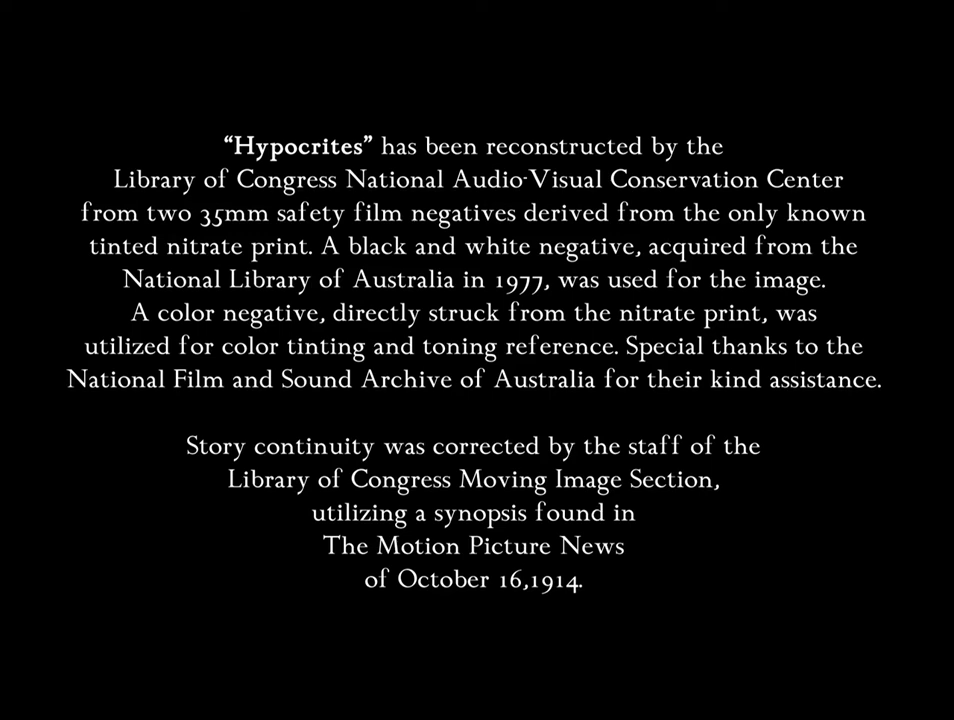 “Hypocrites” has been reconstructed by the
Library of Congress National Audio-Visual Conservation Center
from two 35mm safety film negatives derived from the only known
tinted nitrate print. A black and white negative, acquired from the
National Library of Australia in 1977, was used for the image.
A color negative, directly struck from the nitrate print, was
utilized for color tinting and toning reference. Special thanks to the
National Film and Sound Archive of Australia for their kind assistance.
Story continuity was corrected by the staff of the
Library of Congress Moving Image Section,
utilizing a synopsis found in
The Motion Picture News
of October 16,1914.